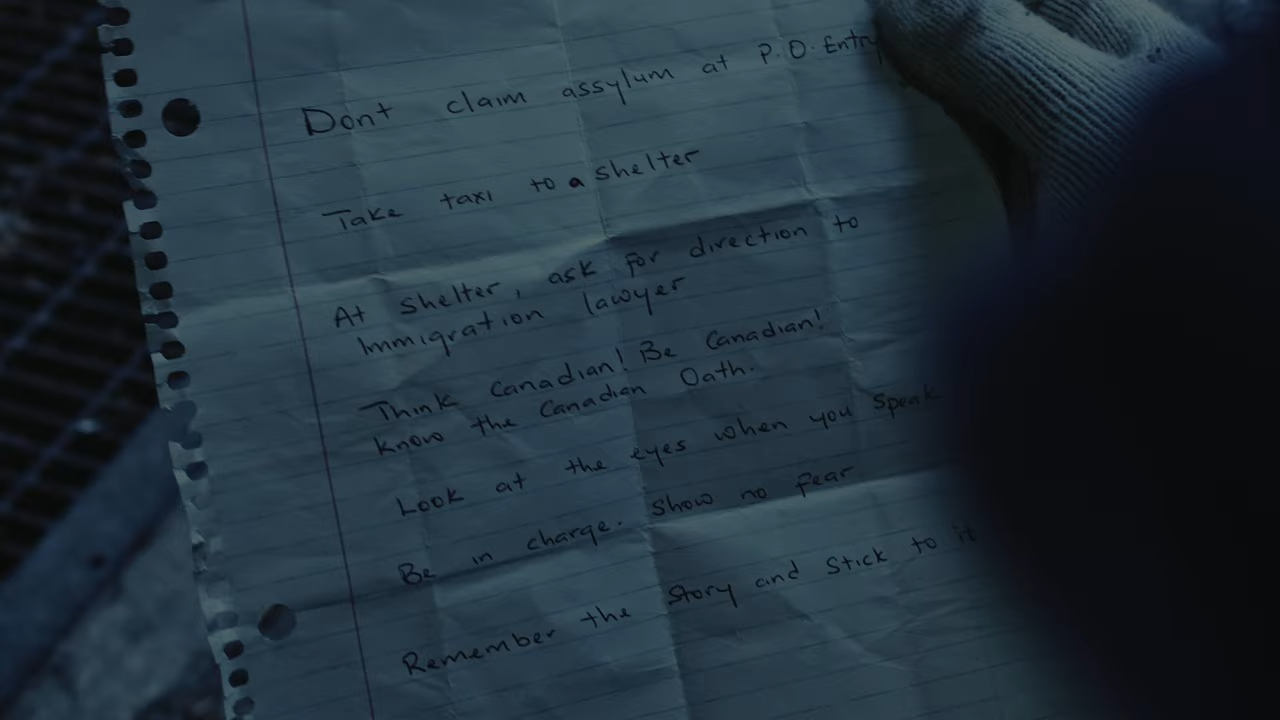 Dont claim assylum at P.O. Entry
Take taxi to a shelter
At shelter, ask for direction to
Immigration lawyer
Think Canadian! Be Canadian!
Know the Canadian Oath.
Look at the eyes when you speak
Be in charge. Show no fear
Remember the story and stick to it